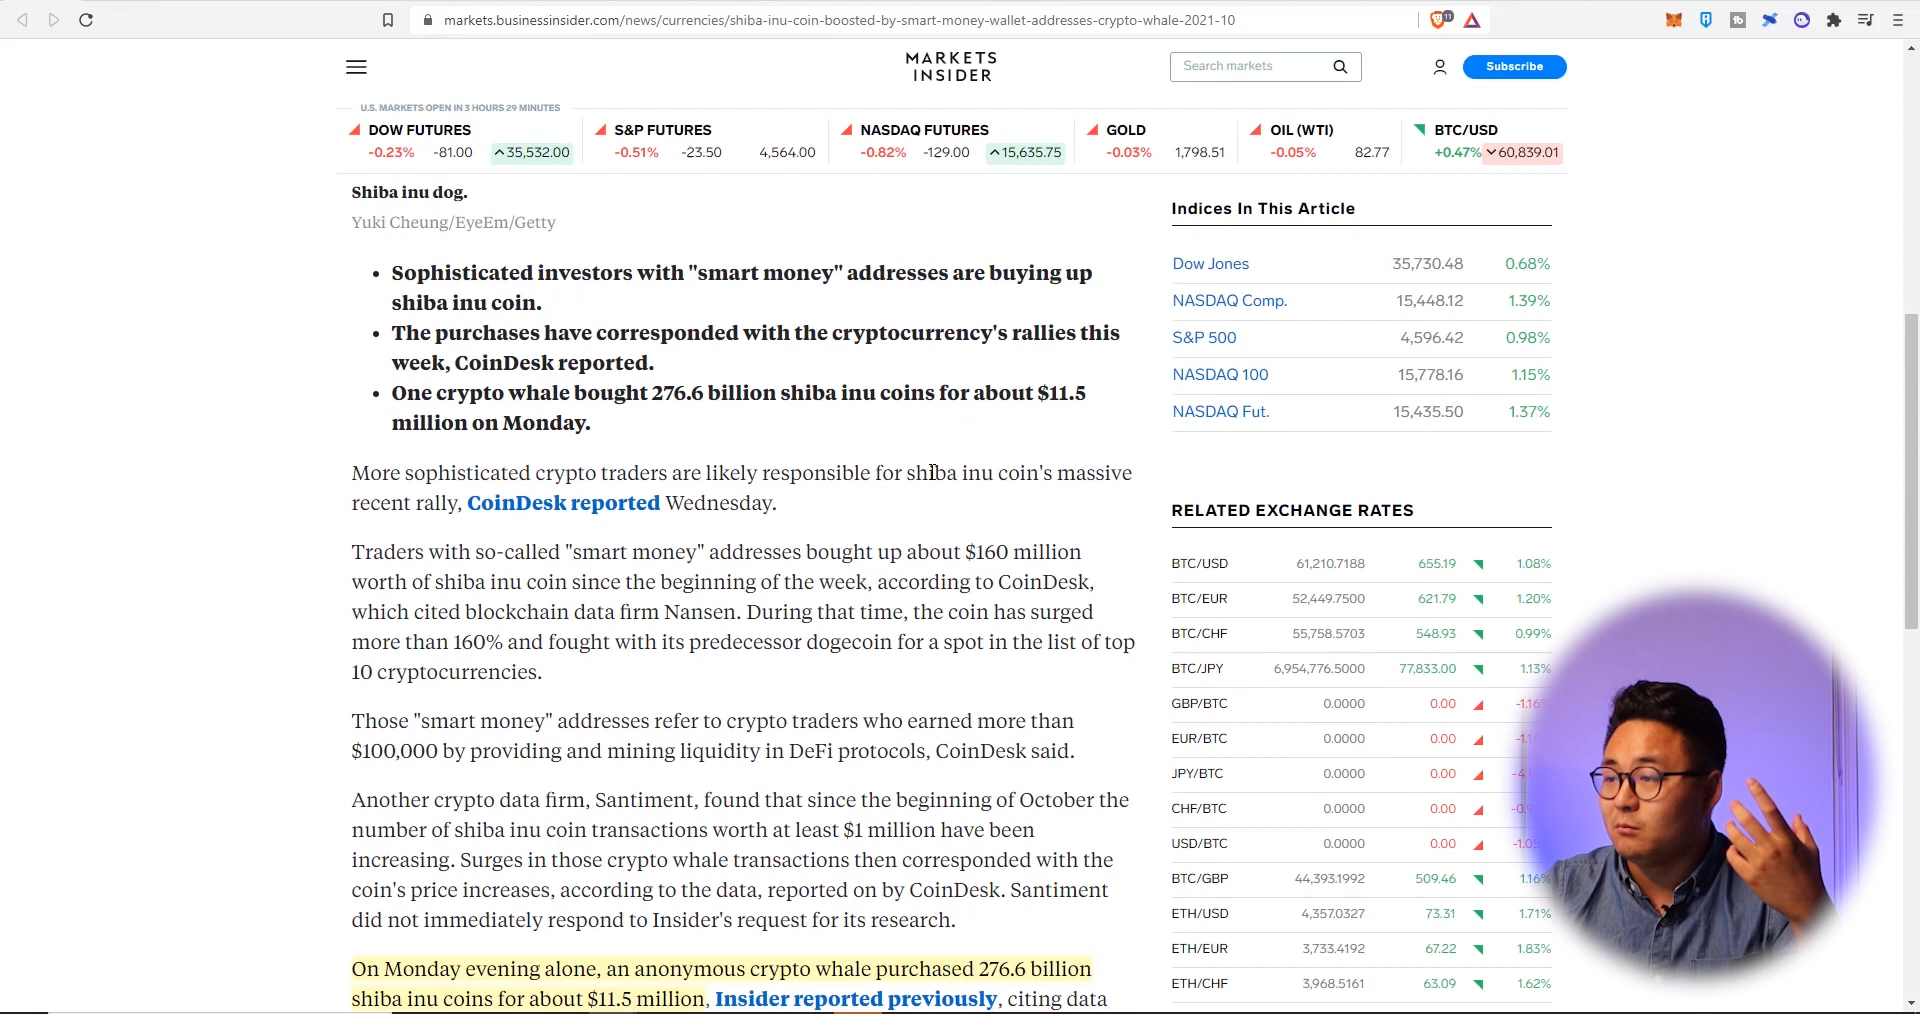 markets.businessinsider.com/news/currencies/shiba-inu-coin-boosted-by-smart-money-wallet-addresses-crypto-whale-2021-10
11
MARKETS
INSIDER
Search markets
Subscribe
U.S. MARKETS OPEN IN 3 HOURS 29 MINUTES
DOW FUTURES
-0.23% -81.00 35,532.00
S&P FUTURES
-0.51% -23.50 4,564.00
NASDAQ FUTURES
-0.82% -129.00 15,635.75
GOLD
-0.03% 1,798.51
OIL (WTI)
-0.05% 82.77
BTC/USD
+0.47% 60,839.01
Shiba inu dog.
Yuki Cheung/EyeEm/Getty
• Sophisticated investors with "smart money" addresses are buying up
shiba inu coin.
• The purchases have corresponded with the cryptocurrency's rallies this
week, CoinDesk reported.
• One crypto whale bought 276.6 billion shiba inu coins for about $11.5
million on Monday.
More sophisticated crypto traders are likely responsible for shiba inu coin's massive
recent rally, CoinDesk reported Wednesday.
Traders with so-called "smart money" addresses bought up about $160 million
worth of shiba inu coin since the beginning of the week, according to CoinDesk,
which cited blockchain data firm Nansen. During that time, the coin has surged
more than 160% and fought with its predecessor dogecoin for a spot in the list of top
10 cryptocurrencies.
Those "smart money" addresses refer to crypto traders who earned more than
$100,000 by providing and mining liquidity in DeFi protocols, CoinDesk said.
Another crypto data firm, Santiment, found that since the beginning of October the
number of shiba inu coin transactions worth at least $1 million have been
increasing. Surges in those crypto whale transactions then corresponded with the
coin's price increases, according to the data, reported on by CoinDesk. Santiment
did not immediately respond to Insider's request for its research.
On Monday evening alone, an anonymous crypto whale purchased 276.6 billion
shiba inu coins for about $11.5 million, Insider reported previously, citing data
Indices In This Article
Dow Jones 35,730.48 0.68%
NASDAQ Comp. 15,448.12 1.39%
S&P 500 4,596.42 0.98%
NASDAQ 100 15,778.16 1.15%
NASDAQ Fut. 15,435.50 1.37%
RELATED EXCHANGE RATES
BTC/USD 61,210.7188 655.19 1.08%
BTC/EUR 52,449.7500 621.79 1.20%
BTC/CHF 55,758.5703 548.93 0.99%
BTC/JPY 6,954,776.5000 77,833.00 1.13%
GBP/BTC 0.0000 0.00 -1.16%
EUR/BTC 0.0000 0.00
JPY/BTC 0.0000 0.00
CHF/BTC 0.0000 0.00
USD/BTC 0.0000 0.00 -1.05%
BTC/GBP 44,393.1992 509.46 1.16%
ETH/USD 4,357.0327 73.31 1.71%
ETH/EUR 3,733.4192 67.22 1.83%
ETH/CHF 3,968.5161 63.09 1.62%